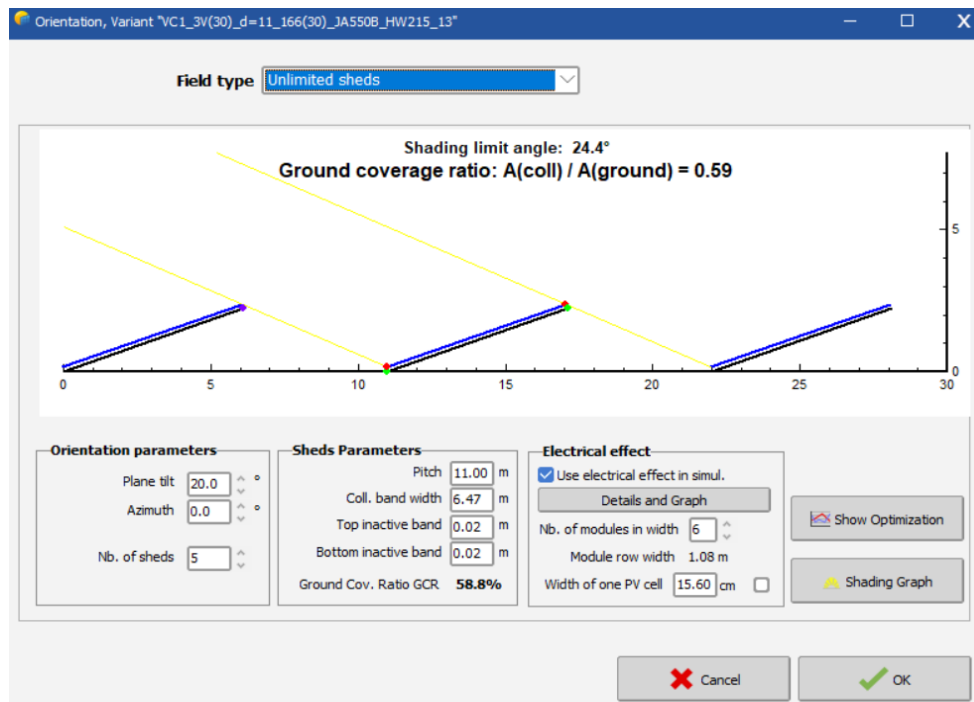 Orientation, Variant "VC1_3V(30)_d=11_166(30)_JA550B_HW215_13"
Field type Unlimited sheds
Shading limit angle: 24.4°
Ground coverage ratio: A(coll) / A(ground) = 0.59
5
0
0 5 10 15 20 25 30
Orientation parameters
Plane tilt 20.0 °
Azimuth 0.0 °
Nb. of sheds 5
Sheds Parameters
Pitch 11.00 m
Coll. band width 6.47 m
Top inactive band 0.02 m
Bottom inactive band 0.02 m
Ground Cov. Ratio GCR 58.8%
Electrical effect
Use electrical effect in simul.
Details and Graph
Nb. of modules in width 6
Module row width 1.08 m
Width of one PV cell 15.60 cm
Show Optimization
Shading Graph
Cancel
OK